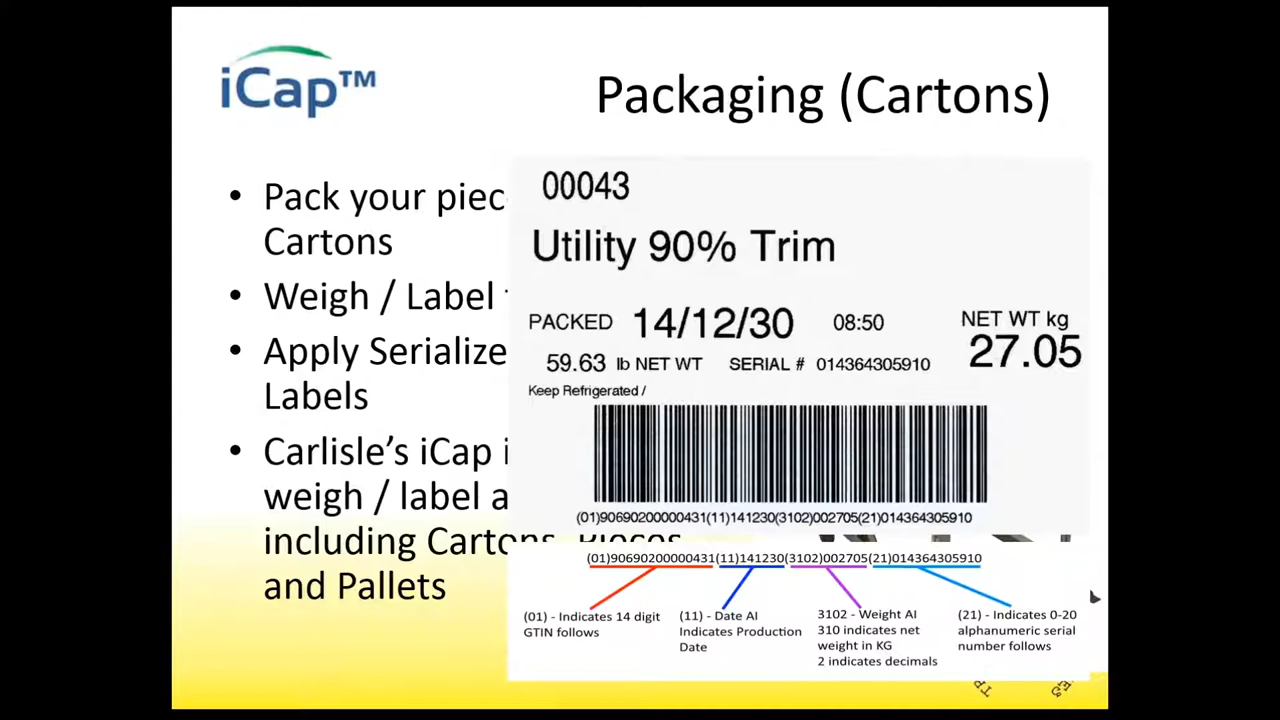 iCap™
Packaging (Cartons)
• Pack your
Cartons
• Weigh / Label
• Apply
Labels
• Carlisle’s iCap
weigh / label
including Cartons, Pieces
and Pallets
00043
Utility 90% Trim
PACKED 14/12/30 08:50 NET WT kg
27.05
59.63 lb NET WT SERIAL # 014364305910
Keep Refrigerated /
(01)90690200000431(11)141230(3102)002705(21)014364305910
(01)90690200000431(11)141230(3102)002705(21)014364305910
(01) - Indicates 14 digit
GTIN follows
(11) - Date AI
Indicates Production
Date
3102 - Weight AI
310 indicates net
weight in KG
2 indicates decimals
(21) - Indicates 0-20
alphanumeric serial
number follows